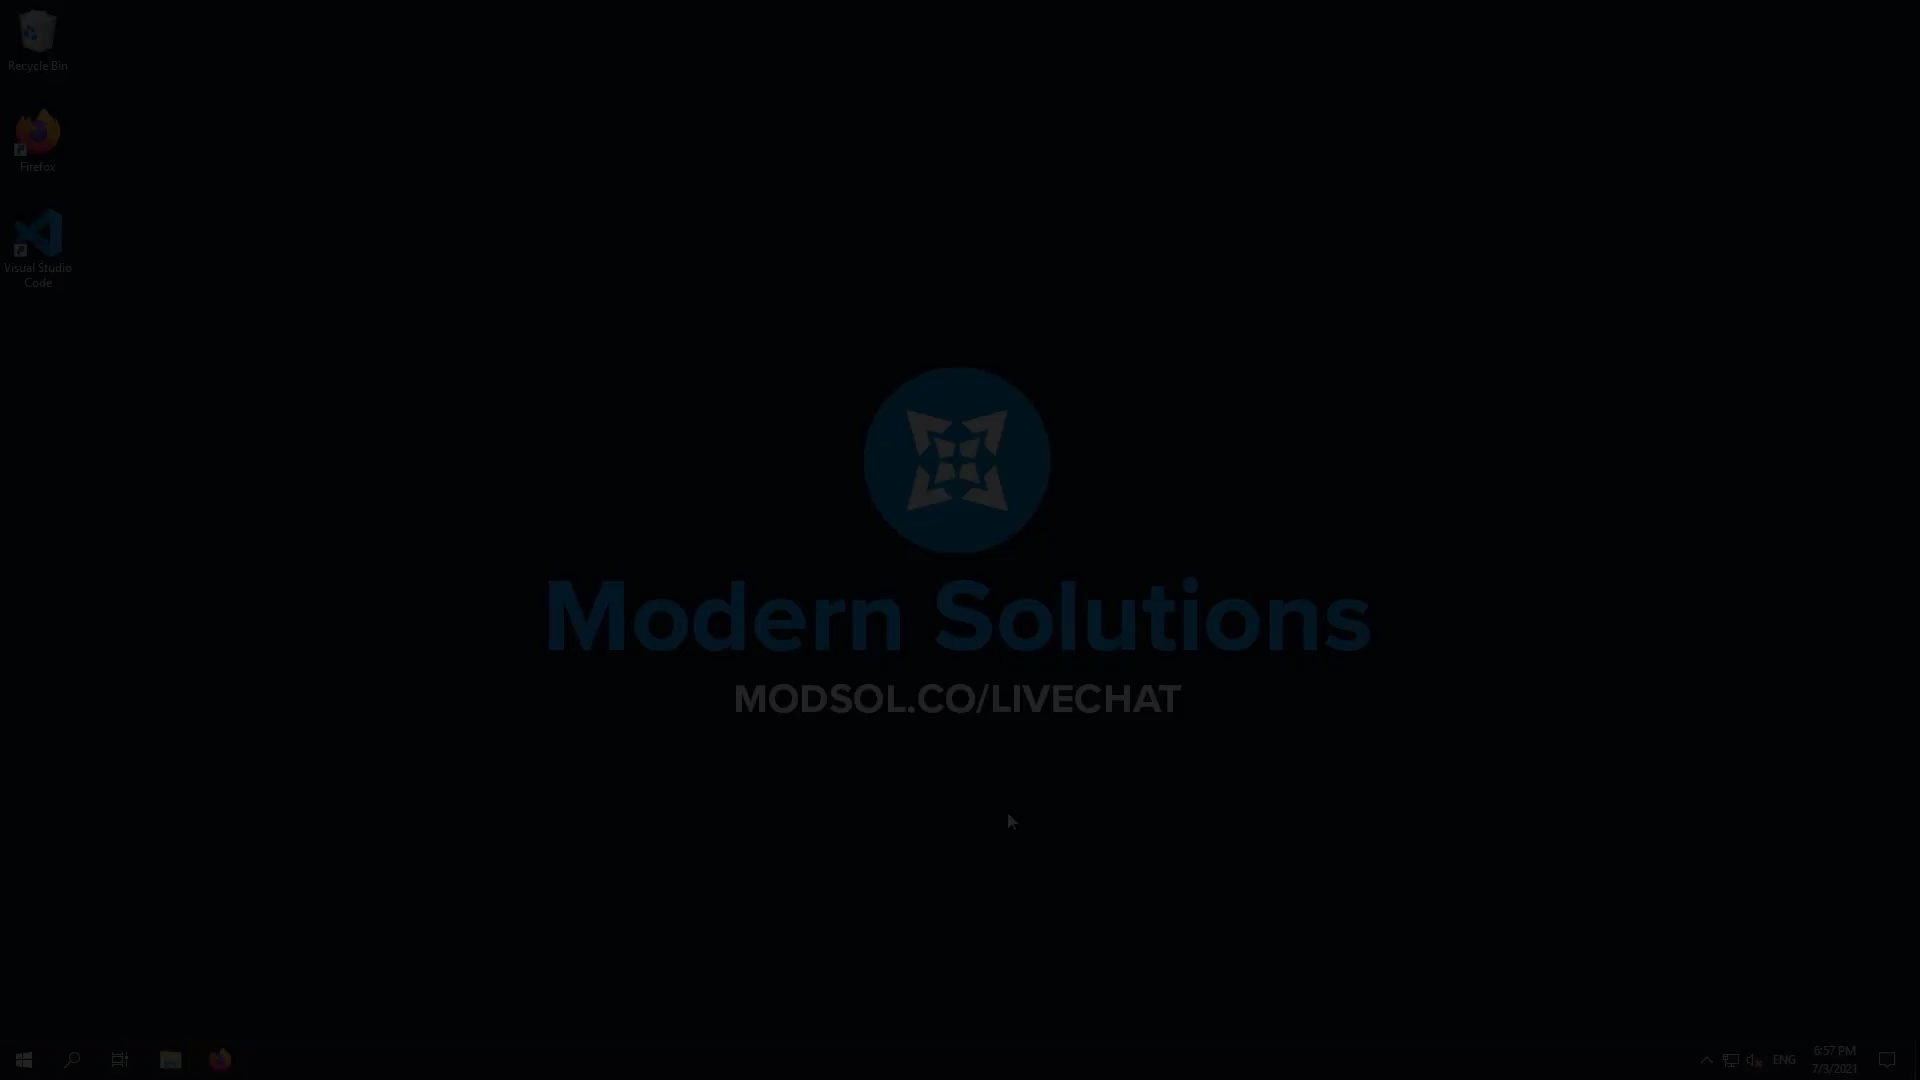 Recycle Bin
Firefox
Visual Studio
Code
Modern Solutions
MODSOL.CO/LIVECHAT
ENG
6:57 PM
7/3/2021